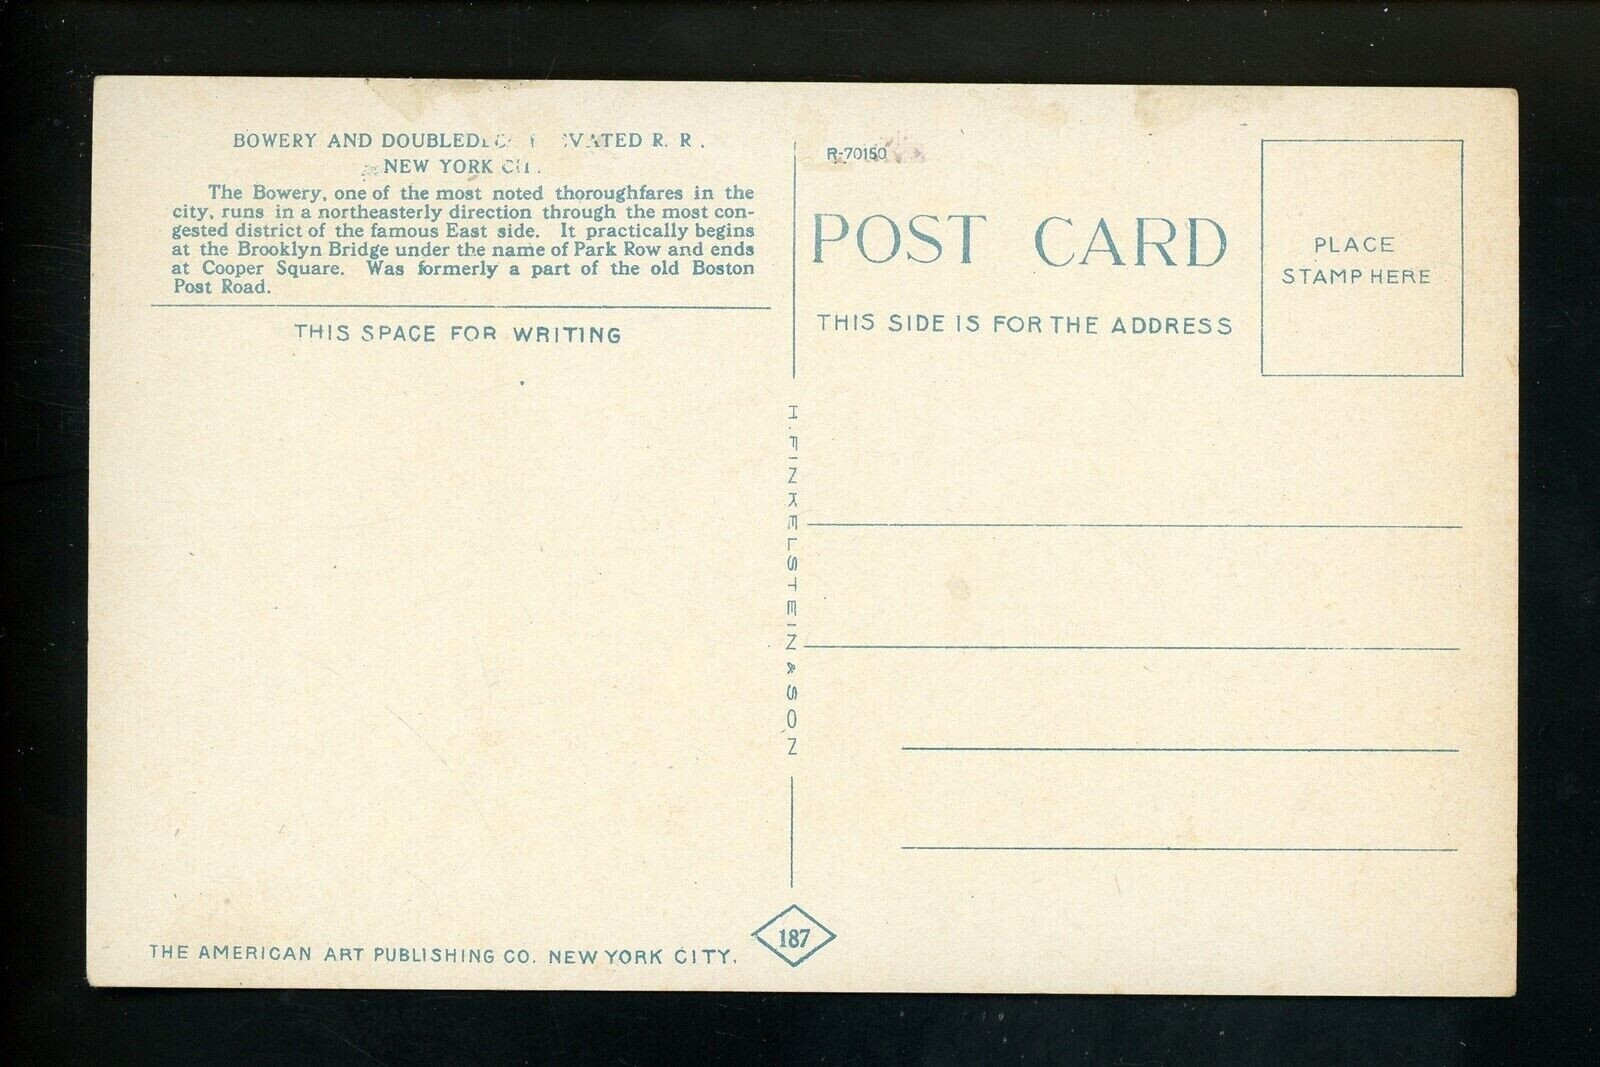 BOWERY AND R. R.
NEW YORK
The Bowery, one of the most noted thoroughfares in the
city, runs in a northeasterly direction through the most con-
gested district of the famous East side. It practically begins
at the Brooklyn Bridge under the name of Park Row and ends
at Cooper Square. Was formerly a part of the old Boston
Post Road.
THIS SPACE FOR WRITING
THE AMERICAN ART PUBLISHING CO. NEW YORK CITY.
H. FINKELSTEIN & SON
187
R-70150
POST CARD
THIS SIDE IS FOR THE ADDRESS
PLACE
STAMP HERE